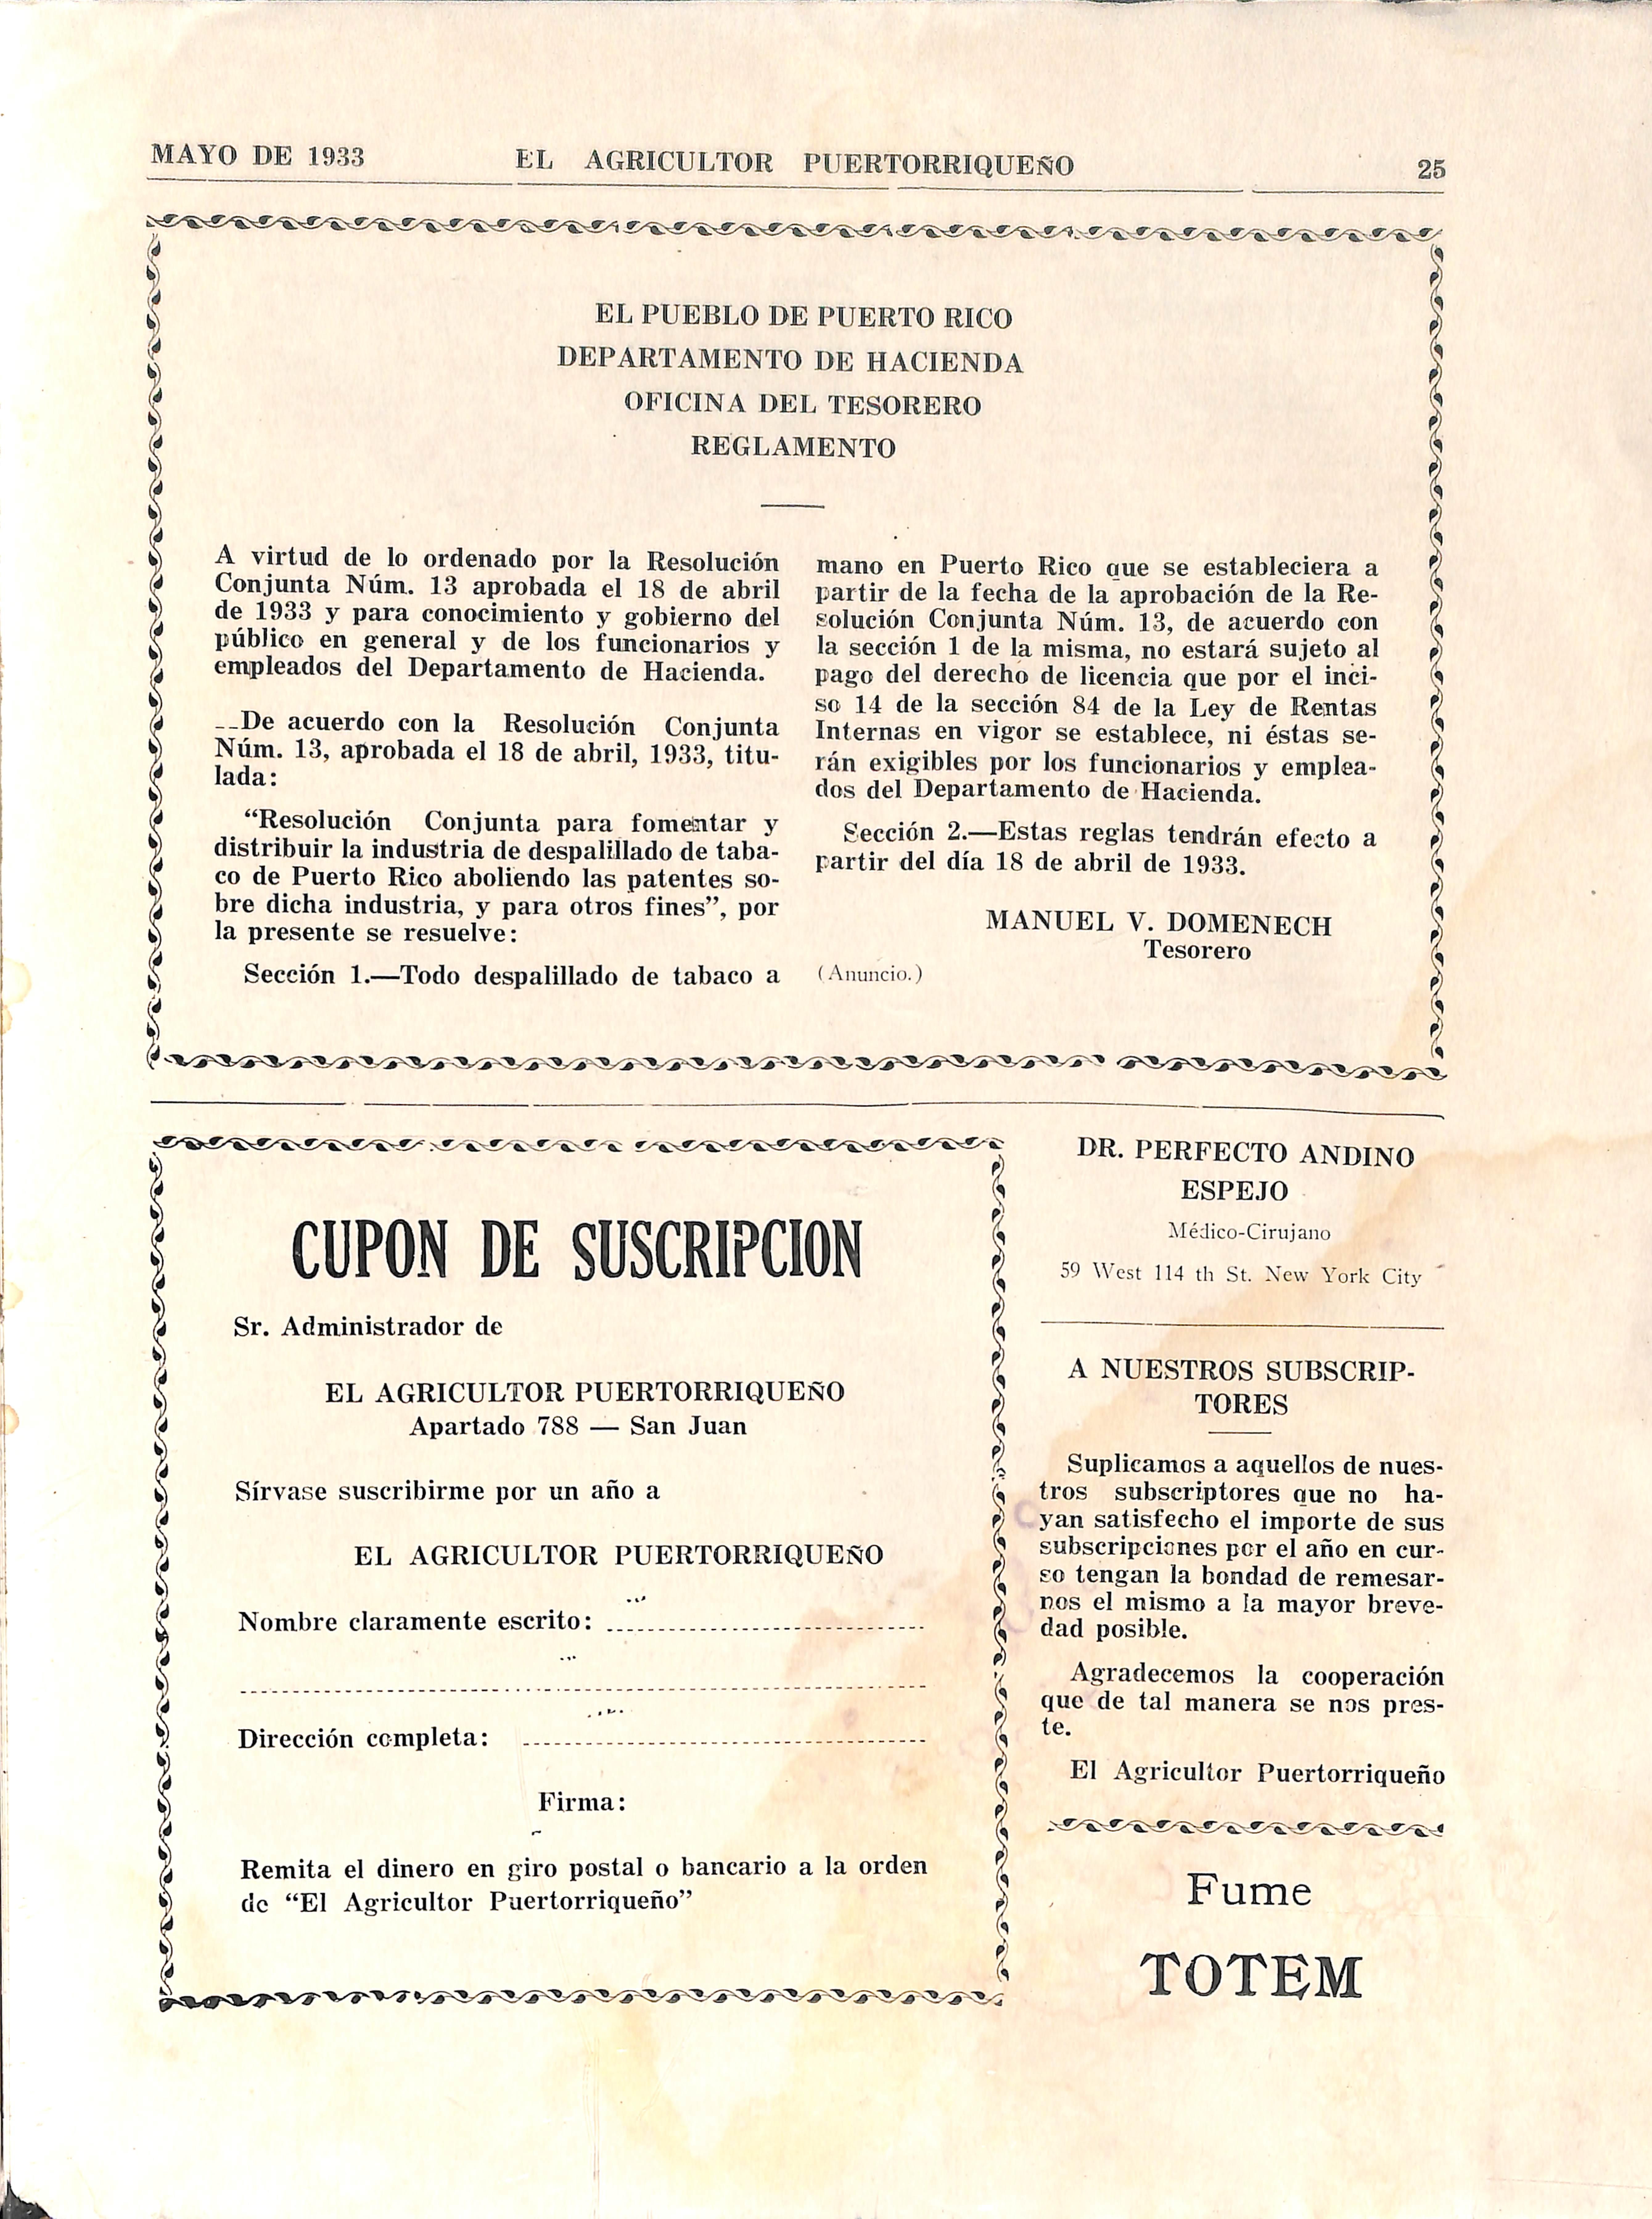 MAYO DE 1933 EL AGRICULTOR PUERTORRIQUEÑO 25
EL PUEBLO DE PUERTO RICO
DEPARTAMENTO DE HACIENDA
OFICINA DEL TESORERO
REGLAMENTO
A virtud de lo ordenado por la Resolución
Conjunta Núm. 13 aprobada el 18 de abril
de 1933 y para conocimiento y gobierno del
público en general y de los funcionarios y
empleados del Departamento de Hacienda.
__De acuerdo con la Resolución Conjunta
Núm. 13, aprobada el 18 de abril, 1933, titu-
lada:
“Resolución Conjunta para fomentar y
distribuir la industria de despalillado de taba-
co de Puerto Rico aboliendo las patentes so-
bre dicha industria, y para otros fines”, por
la presente se resuelve:
Sección 1.—Todo despalillado de tabaco a
mano en Puerto Rico que se estableciera a
partir de la fecha de la aprobación de la Re-
solución Conjunta Núm. 13, de acuerdo con
la sección 1 de la misma, no estará sujeto al
pago del derecho de licencia que por el inci-
so 14 de la sección 84 de la Ley de Rentas
Internas en vigor se establece, ni éstas se-
rán exigibles por los funcionarios y emplea-
dos del Departamento de Hacienda.
Sección 2.—Estas reglas tendrán efecto a
partir del día 18 de abril de 1933.
MANUEL V. DOMENECH
Tesorero
(Anuncio.)
CUPON DE SUSCRIPCION
Sr. Administrador de
EL AGRICULTOR PUERTORRIQUEÑO
Apartado 788 — San Juan
Sírvase suscribirme por un año a
EL AGRICULTOR PUERTORRIQUEÑO
Nombre claramente escrito:
Dirección completa:
Firma:
Remita el dinero en giro postal o bancario a la orden
de “El Agricultor Puertorriqueño”
DR. PERFECTO ANDINO
ESPEJO
Médico-Cirujano
59 West 114 th St. New York City
A NUESTROS SUBSCRIP-
TORES
Suplicamos a aquellos de nues-
tros subscriptores que no ha-
yan satisfecho el importe de sus
subscripciones por el año en cur-
so tengan la bondad de remesar-
nos el mismo a la mayor breve-
dad posible.
Agradecemos la cooperación
que de tal manera se nos pres-
te.
El Agricultor Puertorriqueño
Fume
TOTEM